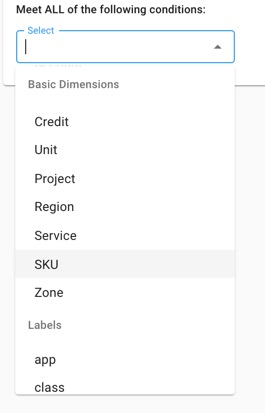 Meet ALL of the following conditions:
Select
Basic Dimensions
Credit
Unit
Project
Region
Service
SKU
Zone
Labels
app
class